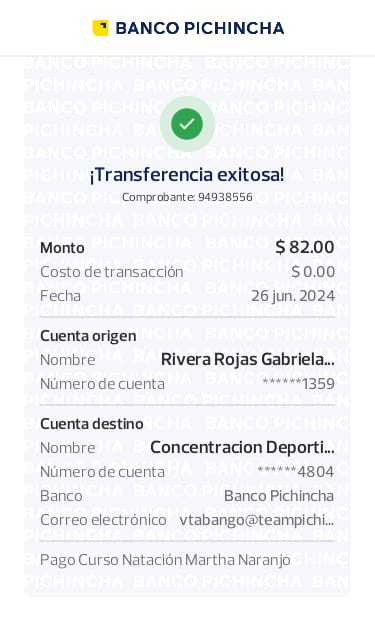 BANCO PICHINCHA
¡Transferencia exitosa!
Comprobante: 94938556
Monto $ 82.00
Costo de transacción $ 0.00
Fecha 26 jun. 2024
Cuenta origen
Nombre Rivera Rojas Gabriela...
Número de cuenta ******1359
Cuenta destino
Nombre Concentracion Deporti...
Número de cuenta ******4804
Banco Banco Pichincha
Correo electrónico vtabango@teampichi...
Pago Curso Natación Martha Naranjo